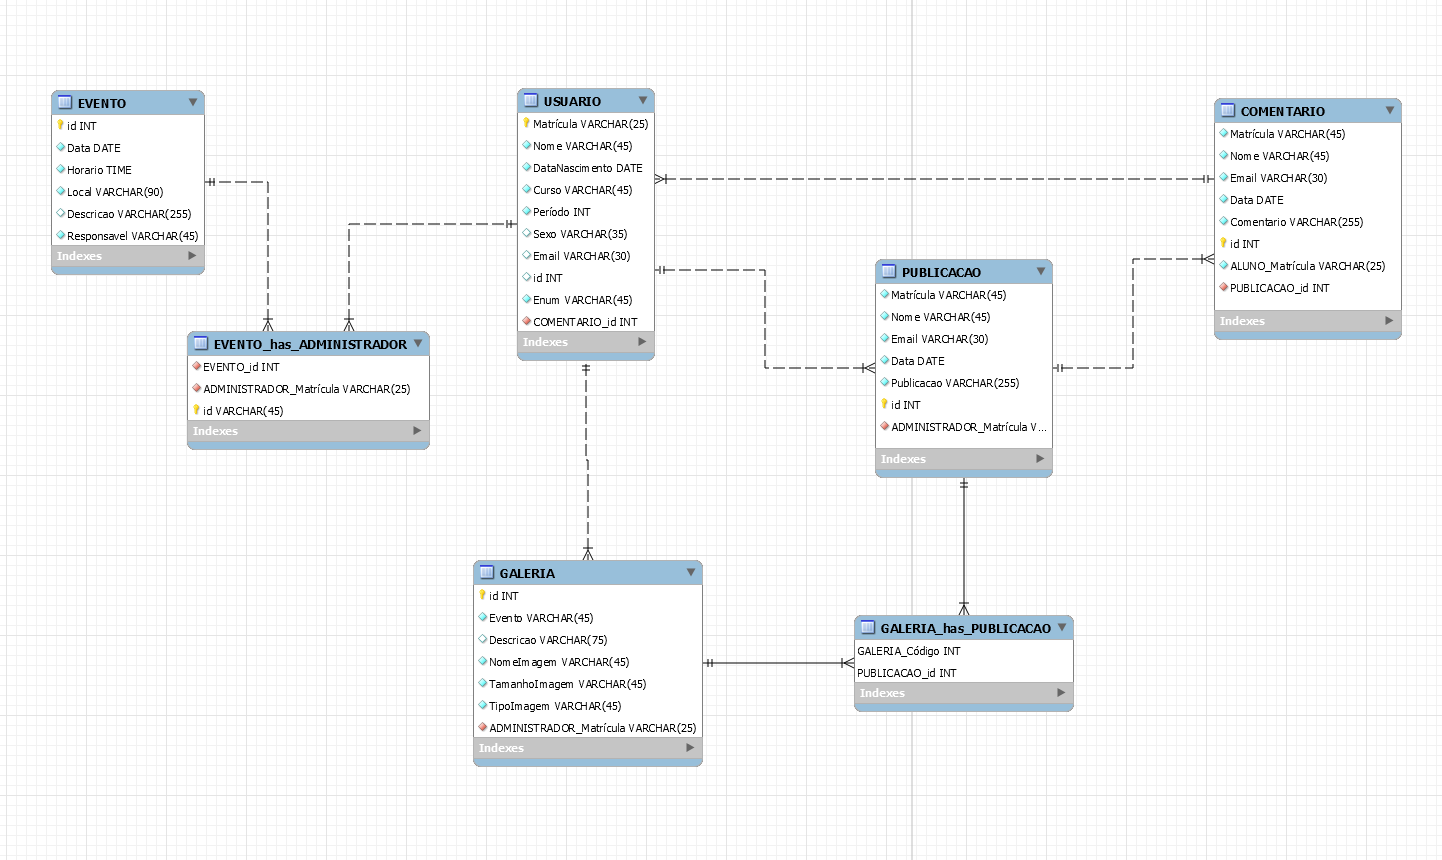 EVENTO
id INT
Data DATE
Horario TIME
Local VARCHAR(90)
Descricao VARCHAR(255)
Responsavel VARCHAR(45)
Indexes
USUARIO
Matrícula VARCHAR(25)
Nome VARCHAR(45)
DataNascimento DATE
Curso VARCHAR(45)
Período INT
Sexo VARCHAR(35)
Email VARCHAR(30)
id INT
Enum VARCHAR(45)
COMENTARIO_id INT
Indexes
COMENTARIO
Matrícula VARCHAR(45)
Nome VARCHAR(45)
Email VARCHAR(30)
Data DATE
Comentario VARCHAR(255)
id INT
ALUNO_Matrícula VARCHAR(25)
PUBLICACAO_id INT
Indexes
PUBLICACAO
Matrícula VARCHAR(45)
Nome VARCHAR(45)
Email VARCHAR(30)
Data DATE
Publicacao VARCHAR(255)
id INT
ADMINISTRADOR_Matrícula V...
Indexes
EVENTO_has_ADMINISTRADOR
EVENTO_id INT
ADMINISTRADOR_Matrícula VARCHAR(25)
id VARCHAR(45)
Indexes
GALERIA
id INT
Evento VARCHAR(45)
Descricao VARCHAR(75)
NomeImagem VARCHAR(45)
TamanhoImagem VARCHAR(45)
TipoImagem VARCHAR(45)
ADMINISTRADOR_Matrícula VARCHAR(25)
Indexes
GALERIA_has_PUBLICACAO
GALERIA_Código INT
PUBLICACAO_id INT
Indexes